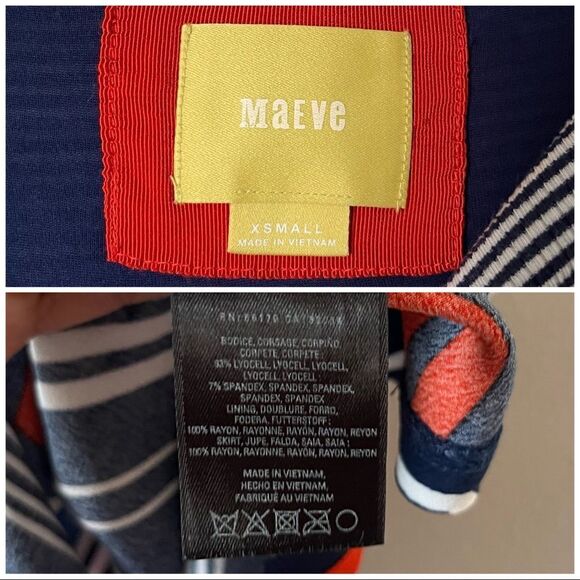 MaEVe
XSMALL
MADE IN VIETNAM
BODICE, CORSAGE, CORPIÑO,
CORPETE, CORPETE :
93% LYOCELL, LYOCELL, LYOCELL,
LYOCELL, LYOCELL
7% SPANDEX, SPANDEX, SPANDEX,
SPANDEX, SPANDEX
LINING, DOUBLURE, FORRO,
FODERA, FUTTERSTOFF :
100% RAYON, RAYONNE, RAYÓN, RAYON, REYON
SKIRT, JUPE, FALDA, SAIA, SAIA :
100% RAYON, RAYONNE, RAYÓN, RAYON, REYON
MADE IN VIETNAM,
HECHO EN VIETNAM,
FABRIQUÉ AU VIETNAM